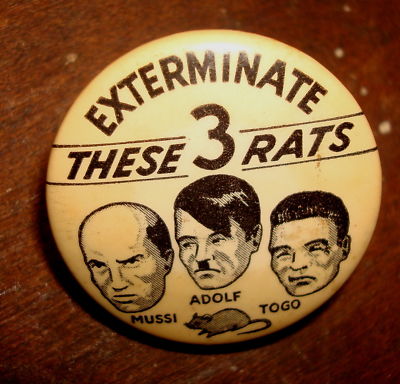 EXTERMINATE
THESE 3 RATS
MUSSI ADOLF TOGO